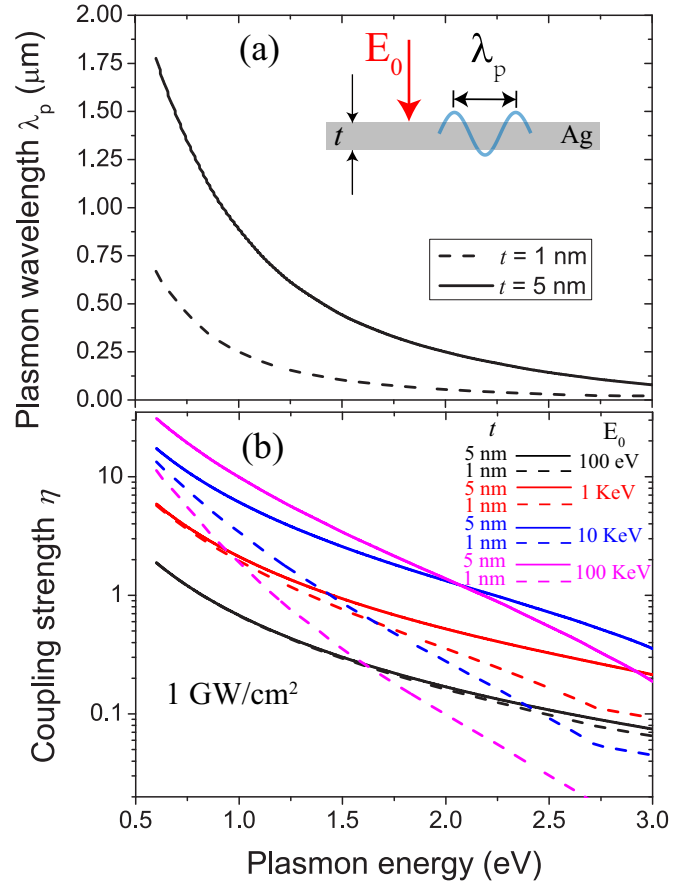 (a)
E₀
λₚ
t
Ag
t = 1 nm
t = 5 nm
Plasmon wavelength λₚ (μm)
2.00
1.75
1.50
1.25
1.00
0.75
0.50
0.25
0.00
(b)
t E₀
5 nm
1 nm
100 eV
5 nm
1 nm
1 KeV
5 nm
1 nm
10 KeV
5 nm
1 nm
100 KeV
1 GW/cm²
Coupling strength η
10
1
0.1
0.5 1.0 1.5 2.0 2.5 3.0
Plasmon energy (eV)